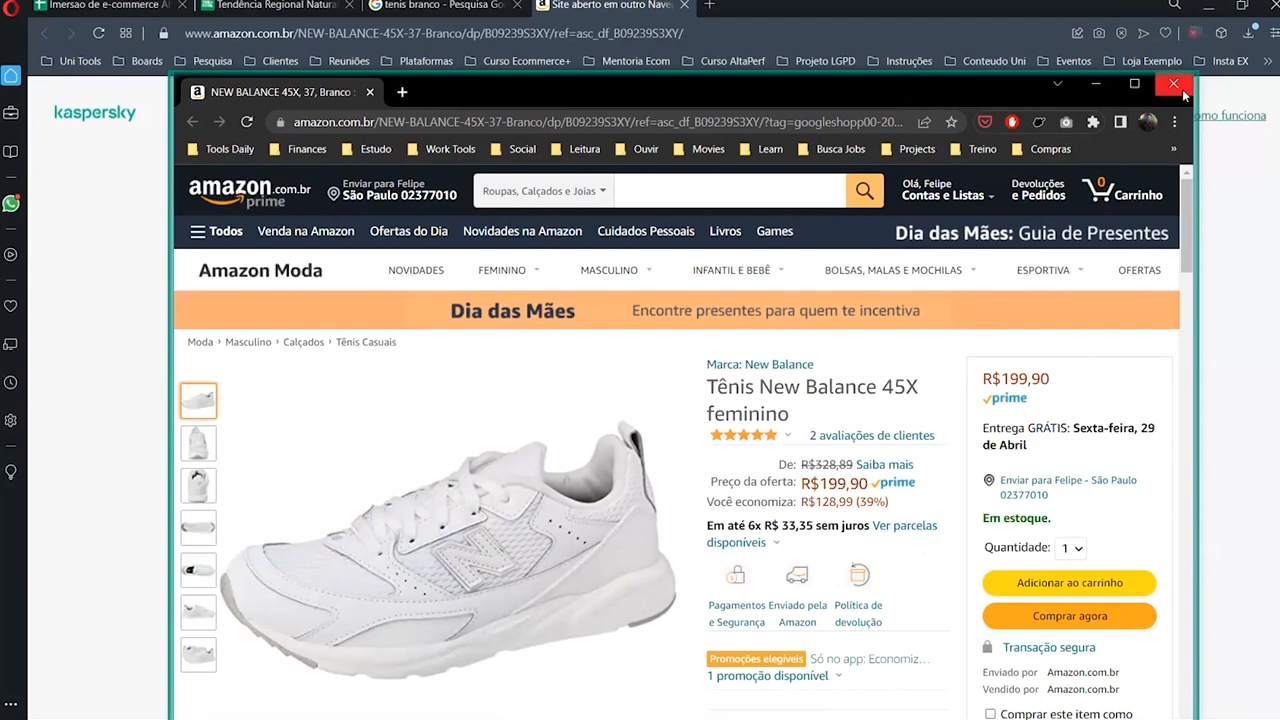 Imersao de e-commerce A
Tendência Regional Natura
tenis branco - Pesquisa Go
Site aberto em outro Nave
www.amazon.com.br/NEW-BALANCE-45X-37-Branco/dp/B09239S3XY/ref=asc_df_B09239S3XY/
Uni Tools
Boards
Pesquisa
Clientes
Reuniões
Plataformas
Curso Ecommerce+
Mentoria Ecom
Curso AltaPerf
Projeto LGPD
Instruções
Conteudo Uni
Eventos
Loja Exemplo
Insta EX
kaspersky
omo funciona
NEW BALANCE 45X, 37, Branco :
amazon.com.br/NEW-BALANCE-45X-37-Branco/dp/B09239S3XY/ref=asc_df_B09239S3XY/?tag=googleshopp00-20...
Tools Daily
Finances
Estudo
Work Tools
Social
Leitura
Ouvir
Movies
Learn
Busca Jobs
Projects
Treino
Compras
amazon.com.br
prime
Enviar para Felipe
São Paulo 02377010
Roupas, Calçados e Joias
Olá, Felipe
Contas e Listas
Devoluções
e Pedidos
0
Carrinho
Todos
Venda na Amazon
Ofertas do Dia
Novidades na Amazon
Cuidados Pessoais
Livros
Games
Dia das Mães: Guia de Presentes
Amazon Moda
NOVIDADES
FEMININO
MASCULINO
INFANTIL E BEBÊ
BOLSAS, MALAS E MOCHILAS
ESPORTIVA
OFERTAS
Dia das Mães
Encontre presentes para quem te incentiva
Moda › Masculino › Calçados › Tênis Casuais
Marca: New Balance
Tênis New Balance 45X
feminino
2 avaliações de clientes
De: R$328,89 Saiba mais
Preço da oferta: R$199,90 prime
Você economiza: R$128,99 (39%)
Em até 6x R$ 33,35 sem juros Ver parcelas
disponíveis
Pagamentos
e Segurança
Enviado pela
Amazon
Política de
devolução
Promoções elegíveis Só no app: Economiz...
1 promoção disponível
R$199,90
prime
Entrega GRÁTIS: Sexta-feira, 29
de Abril
Enviar para Felipe - São Paulo
02377010
Em estoque.
Quantidade: 1
Adicionar ao carrinho
Comprar agora
Transação segura
Enviado por Amazon.com.br
Vendido por Amazon.com.br
Comprar este item como